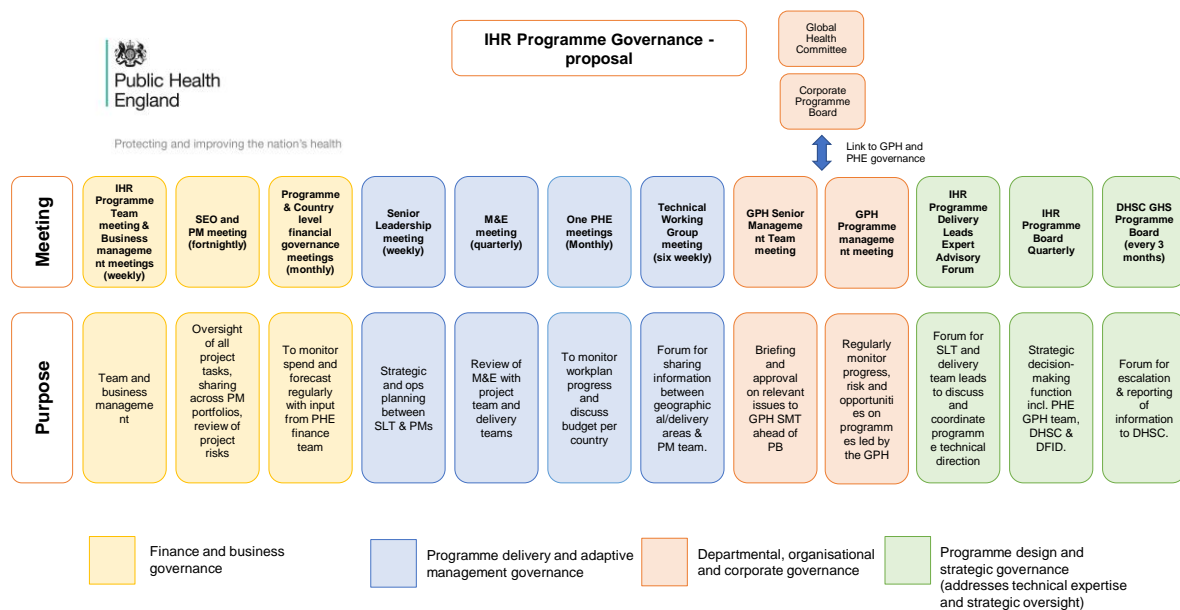 IHR Programme Governance -
proposal
Global
Health
Committee
Corporate
Programme
Board
Public Health
England
Protecting and improving the nation's health
Link to GPH and
PHE governance
Meeting
IHR
Programme
Team
meeting &
Business
manageme
nt meetings
(weekly)
SEO and
PM meeting
(fortnightly)
Programme
& Country
level
financial
governance
meetings
(monthly)
Senior
Leadership
meeting
(weekly)
M&E
meeting
(quarterly)
One PHE
meetings
(Monthly)
Technical
Working
Group
meeting
(six weekly)
GPH Senior
Manageme
nt Team
meeting
GPH
Programme
manageme
nt meeting
IHR
Programme
Delivery
Leads
Expert
Advisory
Forum
IHR
Programme
Board
Quarterly
DHSC GHS
Programme
Board
(every 3
months)
Purpose
Team and
business
manageme
nt
Oversight
of all
project
tasks,
sharing
across PM
portfolios,
review of
project
risks
To monitor
spend and
forecast
regularly
with input
from PHE
finance
team
Strategic
and ops
planning
between
SLT & PMs
Review of
M&E with
project team
and
delivery
teams
To monitor
workplan
progress
and
discuss
budget per
country
Forum for
sharing
information
between
geographic
al/delivery
areas &
PM team.
Briefing
and
approval
on relevant
issues to
GPH SMT
ahead of
PB
Regularly
monitor
progress,
risk and
opportuniti
es on
programm
es led by
the GPH
Forum for
SLT and
delivery
team leads
to discuss
and
coordinate
programm
e technical
direction
Strategic
decision-
making
function
incl. PHE
GPH team,
DHSC &
DFID.
Forum for
escalation
& reporting
of
information
to DHSC.
Finance and business
governance
Programme delivery and adaptive
management governance
Departmental, organisational
and corporate governance
Programme design and
strategic governance
(addresses technical expertise
and strategic oversight)